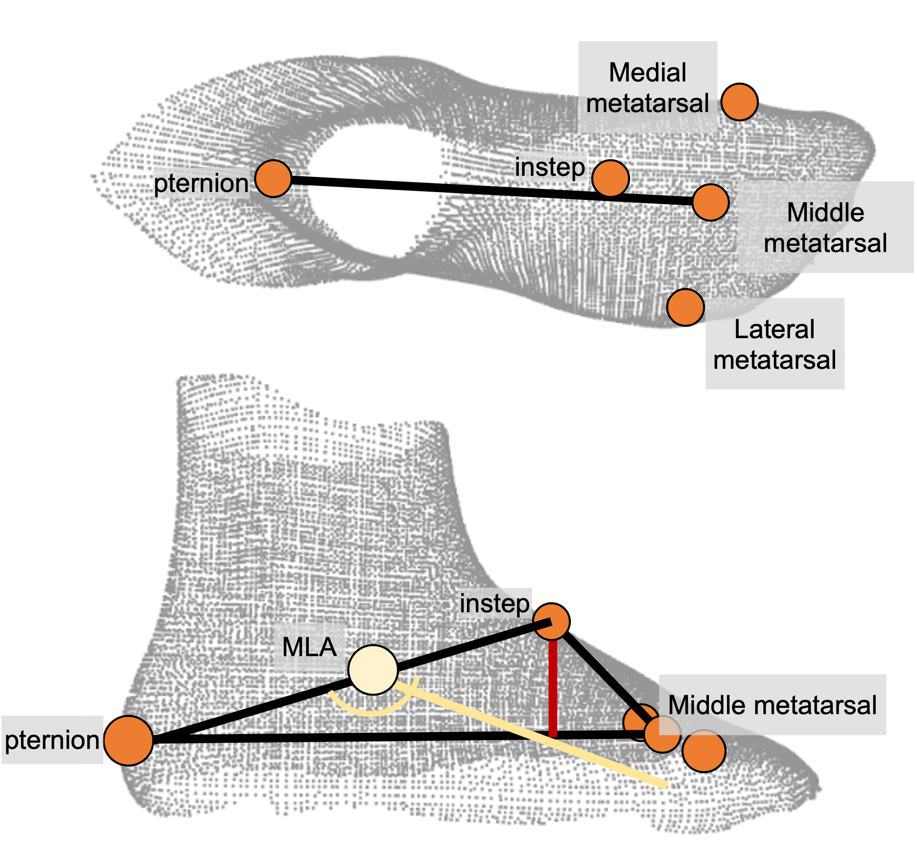 Medial
metatarsal
instep
pternion
Middle
metatarsal
Lateral
metatarsal
instep
MLA
Middle metatarsal
pternion